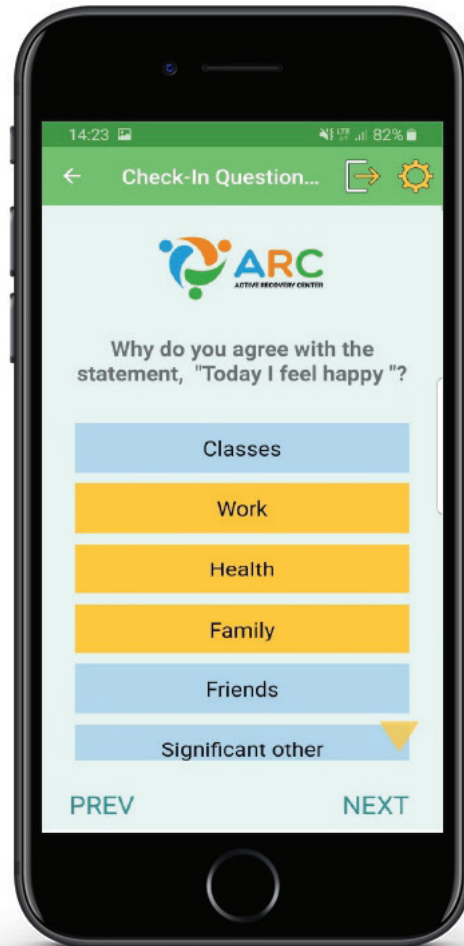 14:23
LTE
82%
Check-In Question...
ARC
ACTIVE RECOVERY CENTER
Why do you agree with the
statement, "Today I feel happy "?
Classes
Work
Health
Family
Friends
Significant other
PREV
NEXT